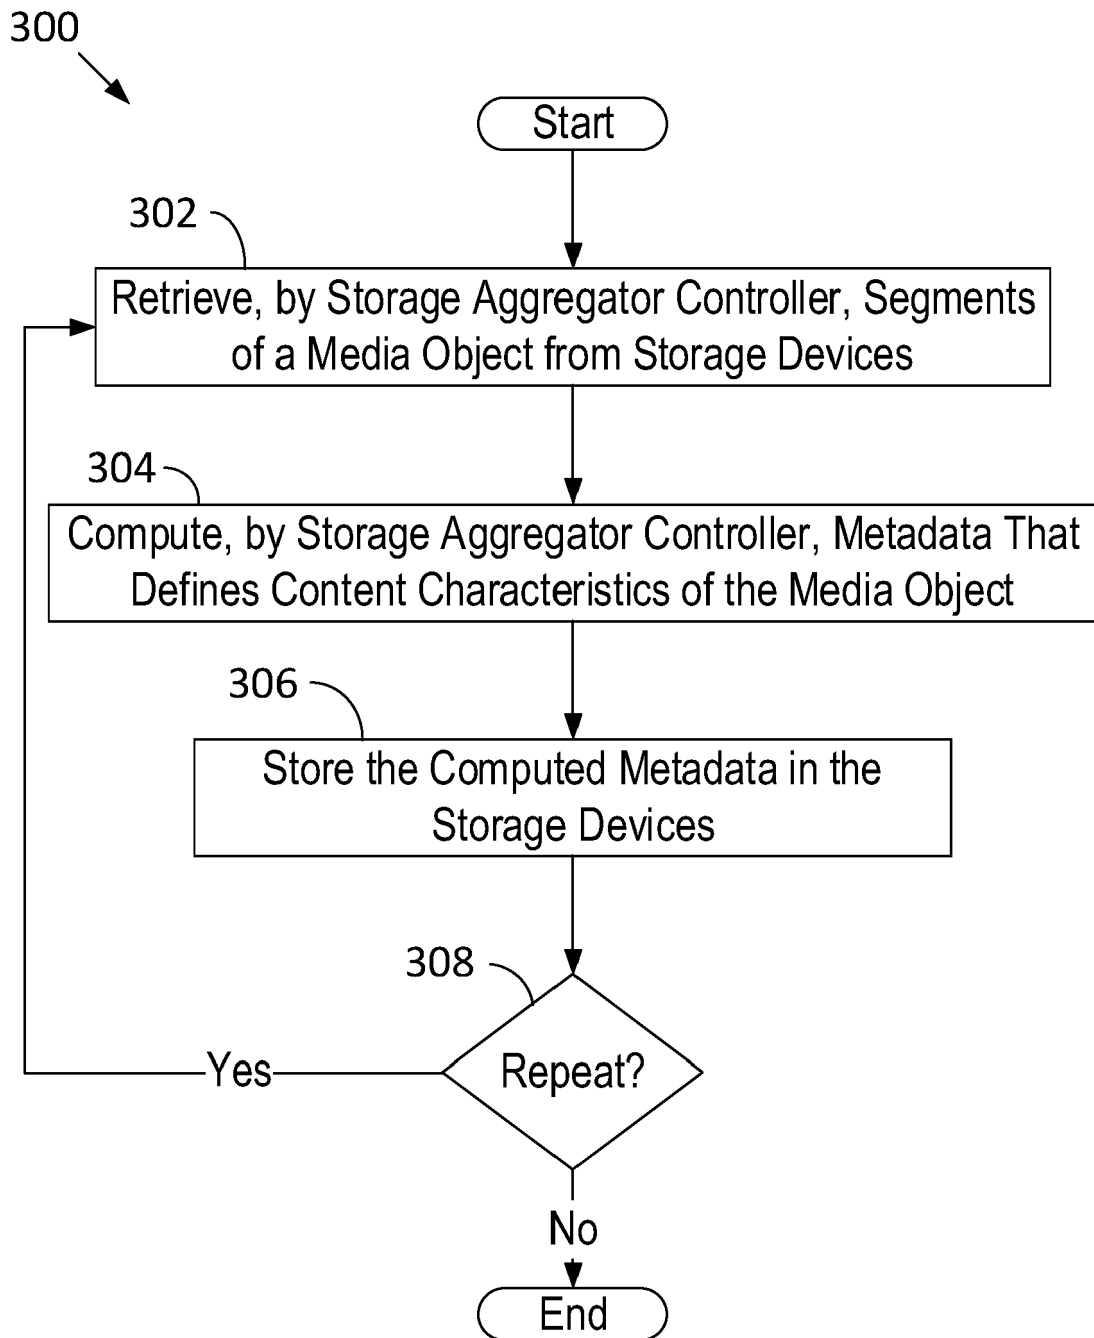 300
Start
302
Retrieve, by Storage Aggregator Controller, Segments
of a Media Object from Storage Devices
304
Compute, by Storage Aggregator Controller, Metadata That
Defines Content Characteristics of the Media Object
306
Store the Computed Metadata in the
Storage Devices
308
Repeat?
Yes
No
End